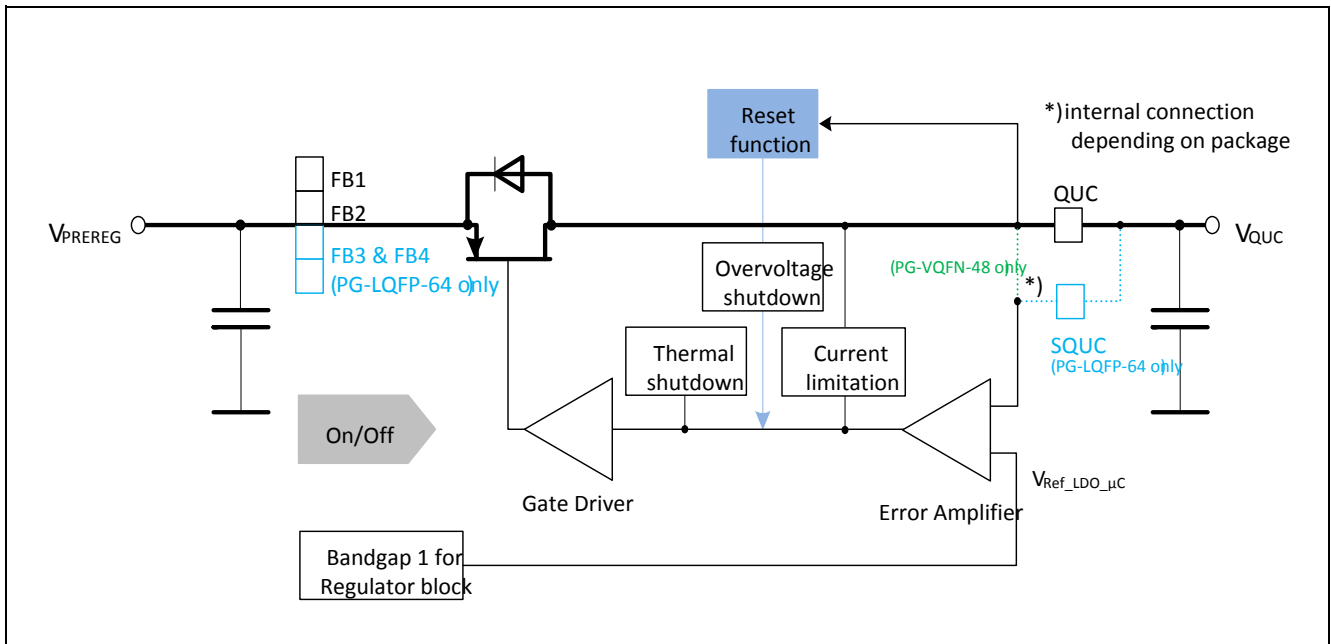 Reset
function
*)internal connection
depending on package
FB1
FB2
QUC
VPREREG
VQUC
FB3 & FB4
(PG-LQFP-64 only)
Overvoltage
shutdown
(PG-VQFN-48 only)
*)
SQUC
(PG-LQFP-64 only)
Thermal
shutdown
Current
limitation
On/Off
Gate Driver
Error Amplifier
VRef_LDO_µC
Bandgap 1 for
Regulator block